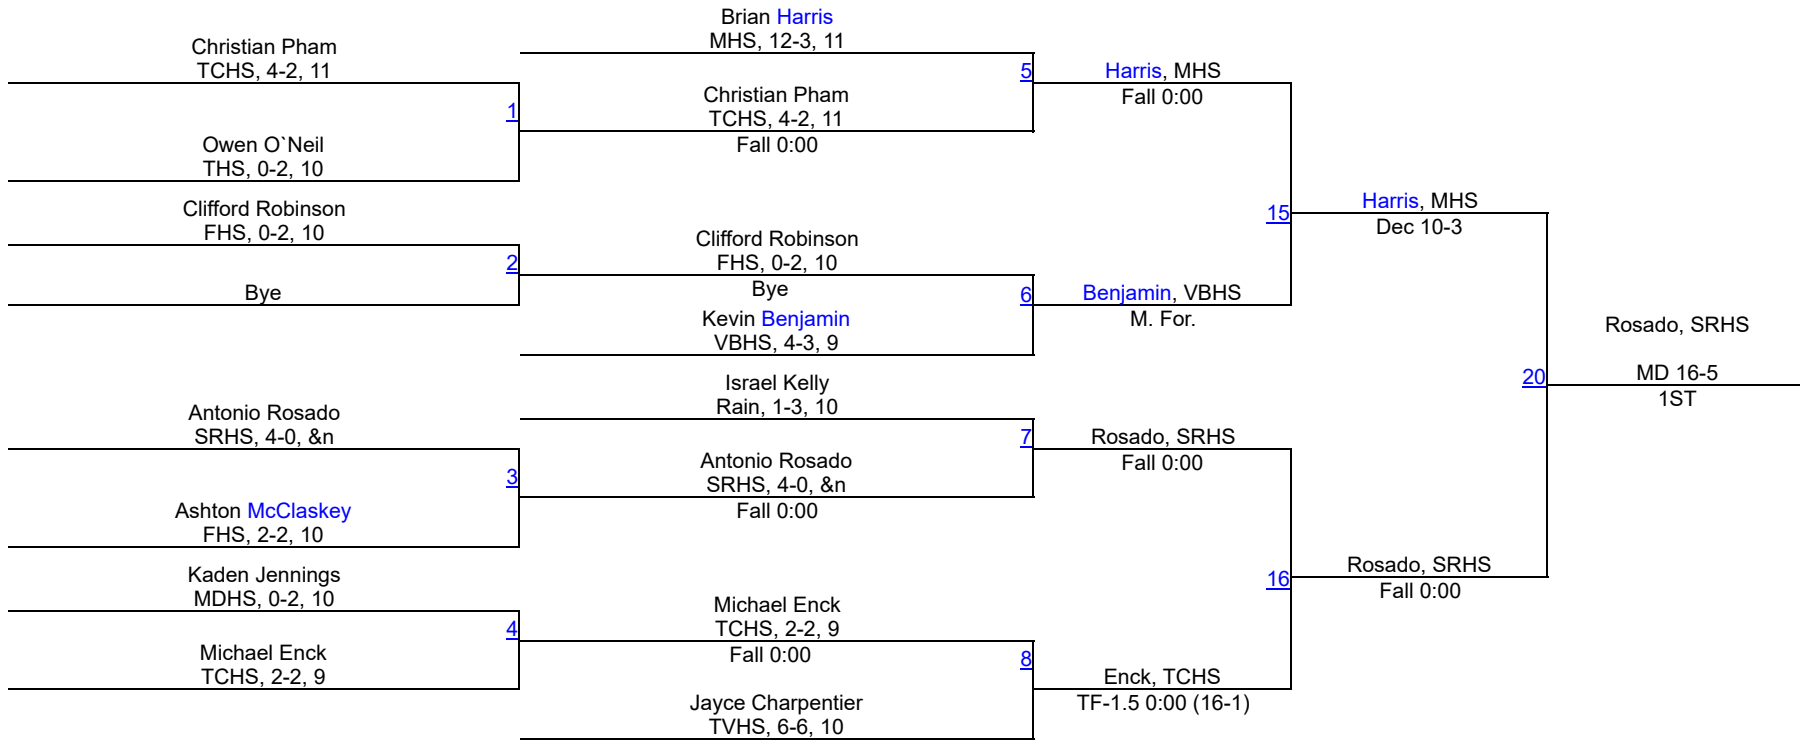 Christian Pham
TCHS, 4-2, 11
1
Owen O`Neil
THS, 0-2, 10
Clifford Robinson
FHS, 0-2, 10
2
Bye
Antonio Rosado
SRHS, 4-0, &n
3
Ashton McClaskey
FHS, 2-2, 10
Kaden Jennings
MDHS, 0-2, 10
4
Michael Enck
TCHS, 2-2, 9
Brian Harris
MHS, 12-3, 11
5
Christian Pham
TCHS, 4-2, 11
Fall 0:00
Clifford Robinson
FHS, 0-2, 10
Bye
6
Kevin Benjamin
VBHS, 4-3, 9
Israel Kelly
Rain, 1-3, 10
7
Antonio Rosado
SRHS, 4-0, &n
Fall 0:00
Michael Enck
TCHS, 2-2, 9
Fall 0:00
8
Jayce Charpentier
TVHS, 6-6, 10
Harris, MHS
Fall 0:00
15
Benjamin, VBHS
M. For.
Rosado, SRHS
Fall 0:00
16
Enck, TCHS
TF-1.5 0:00 (16-1)
Harris, MHS
Dec 10-3
20
Rosado, SRHS
Fall 0:00
Rosado, SRHS
MD 16-5
1ST